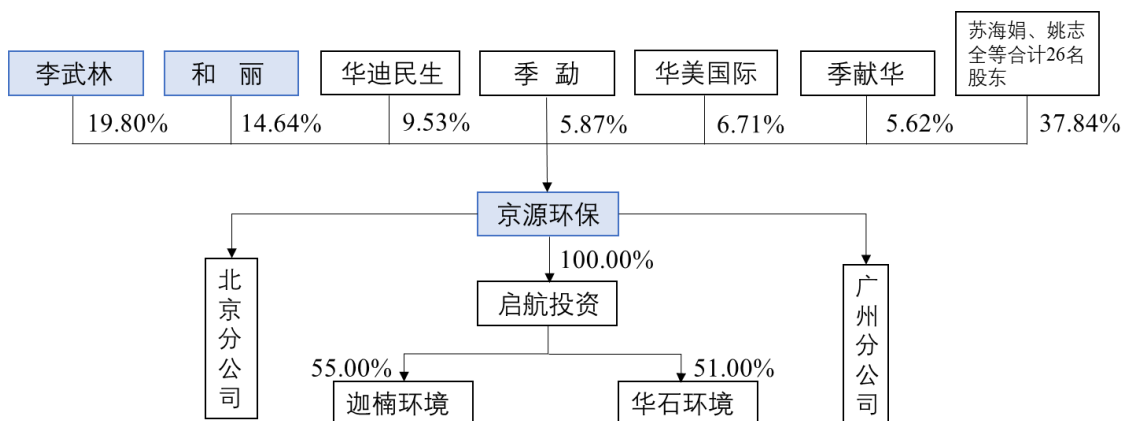 苏海娟、姚志
全等合计26名
股东
李武林
和 丽
华迪民生
季 勐
华美国际
季献华
19.80%
14.64%
9.53%
5.87%
6.71%
5.62%
37.84%
京源环保
100.00%
北京分公司
启航投资
广州分公司
55.00%
51.00%
迦楠环境
华石环境